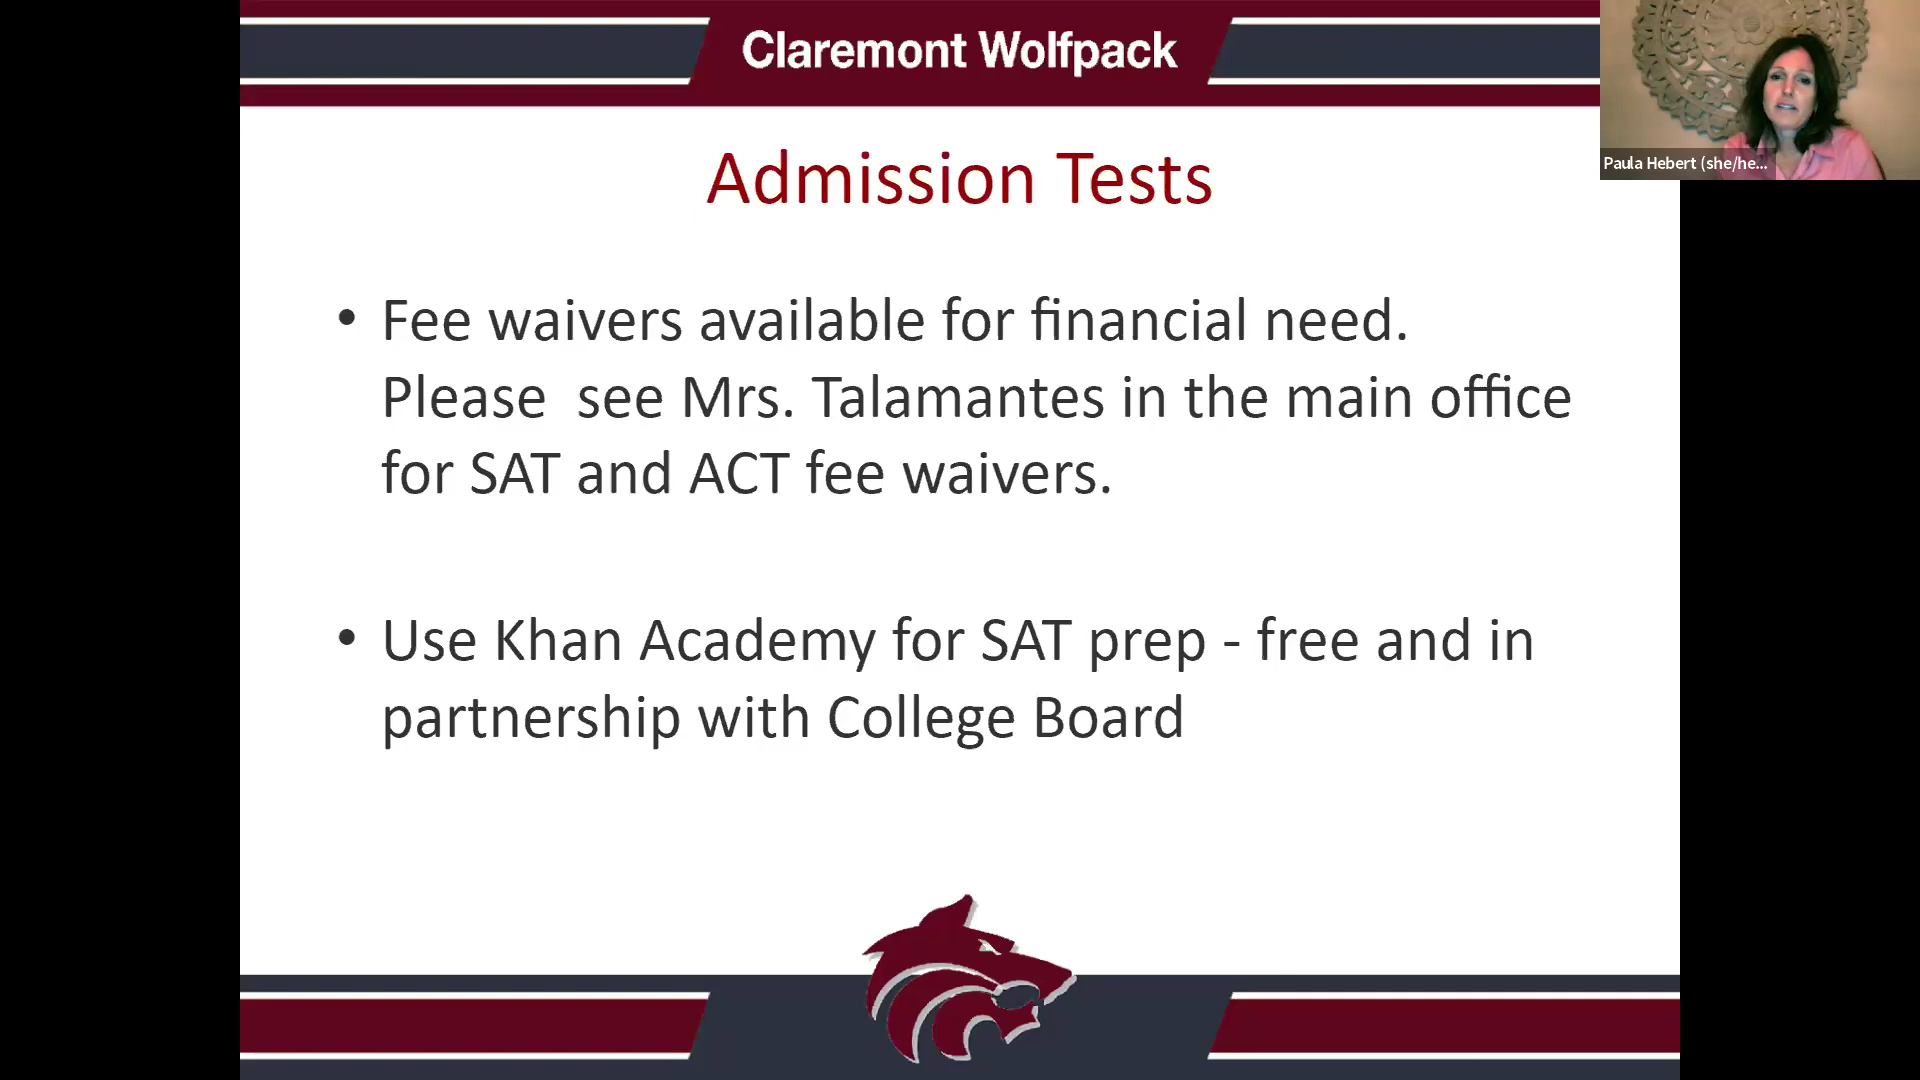 Claremont Wolfpack
Paula Hebert (she/he...
Admission Tests
• Fee waivers available for financial need.
Please  see Mrs. Talamantes in the main office
for SAT and ACT fee waivers.
• Use Khan Academy for SAT prep - free and in
partnership with College Board